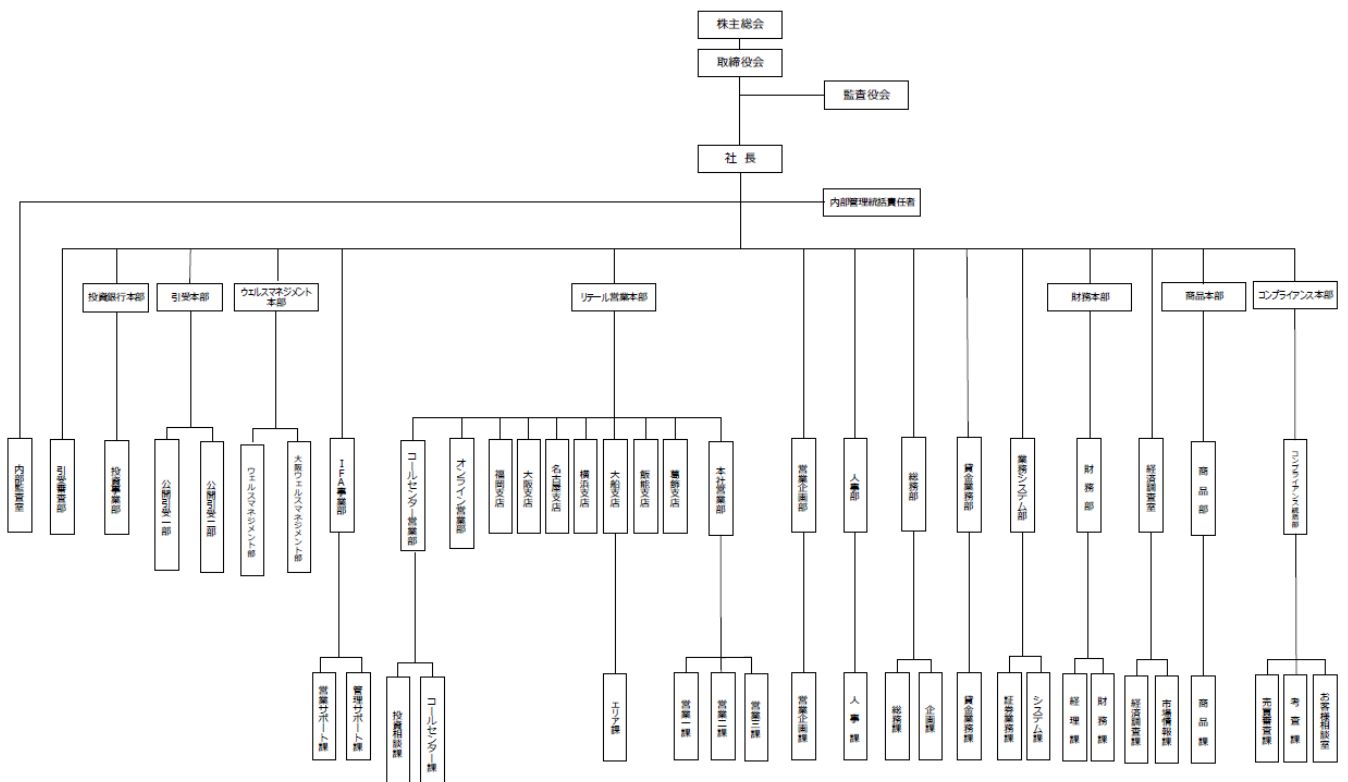 株主総会
取締役会
監査役会
社 長
内部管理統括責任者
投資銀行本部
引受本部
ウェルスマネジメント
本部
リテール営業本部
財務本部
商品本部
コンプライアンス本部
内部監査室
引受審査部
投資事業部
公開引受一部
公開引受二部
ウェルスマネジメント部
大阪ウェルスマネジメント部
IFA事業部
コールセンター営業部
オンライン営業部
福岡支店
大阪支店
名古屋支店
横浜支店
大船支店
飯能支店
葛飾支店
本社営業部
営業企画部
人事部
総務部
貸金業務部
業務システム部
財務部
経済調査室
商品部
コンプライアンス統括部
営業サポート課
管理サポート課
投資相談課
コールセンター課
エリア課
営業一課
営業二課
営業三課
営業企画課
人事課
総務課
企画課
貸金業務課
証券業務課
システム課
経理課
財務課
経済調査課
市場情報課
商品課
売買審査課
考査課
お客様相談室